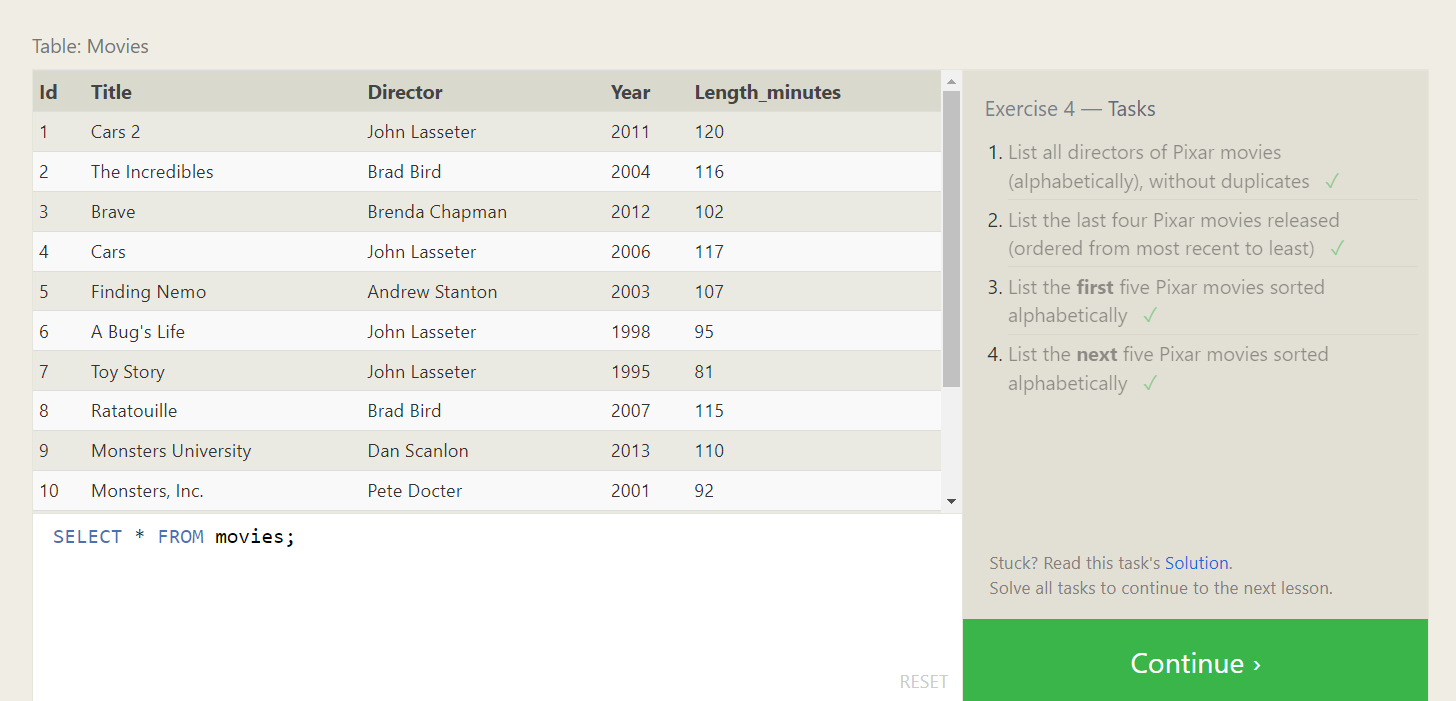 Table: Movies
Id Title Director Year Length_minutes
1 Cars 2 John Lasseter 2011 120
2 The Incredibles Brad Bird 2004 116
3 Brave Brenda Chapman 2012 102
4 Cars John Lasseter 2006 117
5 Finding Nemo Andrew Stanton 2003 107
6 A Bug's Life John Lasseter 1998 95
7 Toy Story John Lasseter 1995 81
8 Ratatouille Brad Bird 2007 115
9 Monsters University Dan Scanlon 2013 110
10 Monsters, Inc. Pete Docter 2001 92
SELECT * FROM movies;
RESET
Exercise 4 — Tasks
1. List all directors of Pixar movies
(alphabetically), without duplicates ✓
2. List the last four Pixar movies released
(ordered from most recent to least) ✓
3. List the first five Pixar movies sorted
alphabetically ✓
4. List the next five Pixar movies sorted
alphabetically ✓
Stuck? Read this task's Solution.
Solve all tasks to continue to the next lesson.
Continue ›